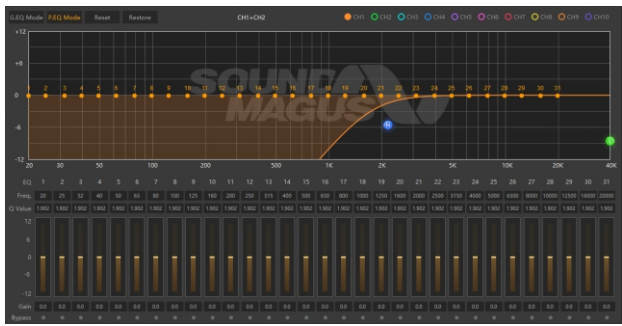 G.EQ Mode P.EQ Mode Reset Restore CH1+CH2 CH1 CH2 CH3 CH4 CH5 CH6 CH7 CH8 CH9 CH10
+12
+6
SOUND
0 1 2 3 4 5 6 7 8 9 10 11 12 13 14 15 16 17 18 19 20 21 22 23 24 25 26 27 28 29 30 31
MAGUS
-6 H
L
-12
20 30 50 100 200 500 1K 2K 5K 10K 20K 40K
EQ 1 2 3 4 5 6 7 8 9 10 11 12 13 14 15 16 17 18 19 20 21 22 23 24 25 26 27 28 29 30 31
Freq. 20 25 32 40 50 63 80 100 125 160 200 250 315 400 500 630 800 1000 1250 1600 2000 2500 3150 4000 5000 6300 8000 10000 12500 16000 20000
Q Value 1.902 1.902 1.902 1.902 1.902 1.902 1.902 1.902 1.902 1.902 1.902 1.902 1.902 1.902 1.902 1.902 1.902 1.902 1.902 1.902 1.902 1.902 1.902 1.902 1.902 1.902 1.902 1.902 1.902 1.902 1.902
12
6
0
-6
-12
Gain 0.0 0.0 0.0 0.0 0.0 0.0 0.0 0.0 0.0 0.0 0.0 0.0 0.0 0.0 0.0 0.0 0.0 0.0 0.0 0.0 0.0 0.0 0.0 0.0 0.0 0.0 0.0 0.0 0.0 0.0 0.0
Bypass